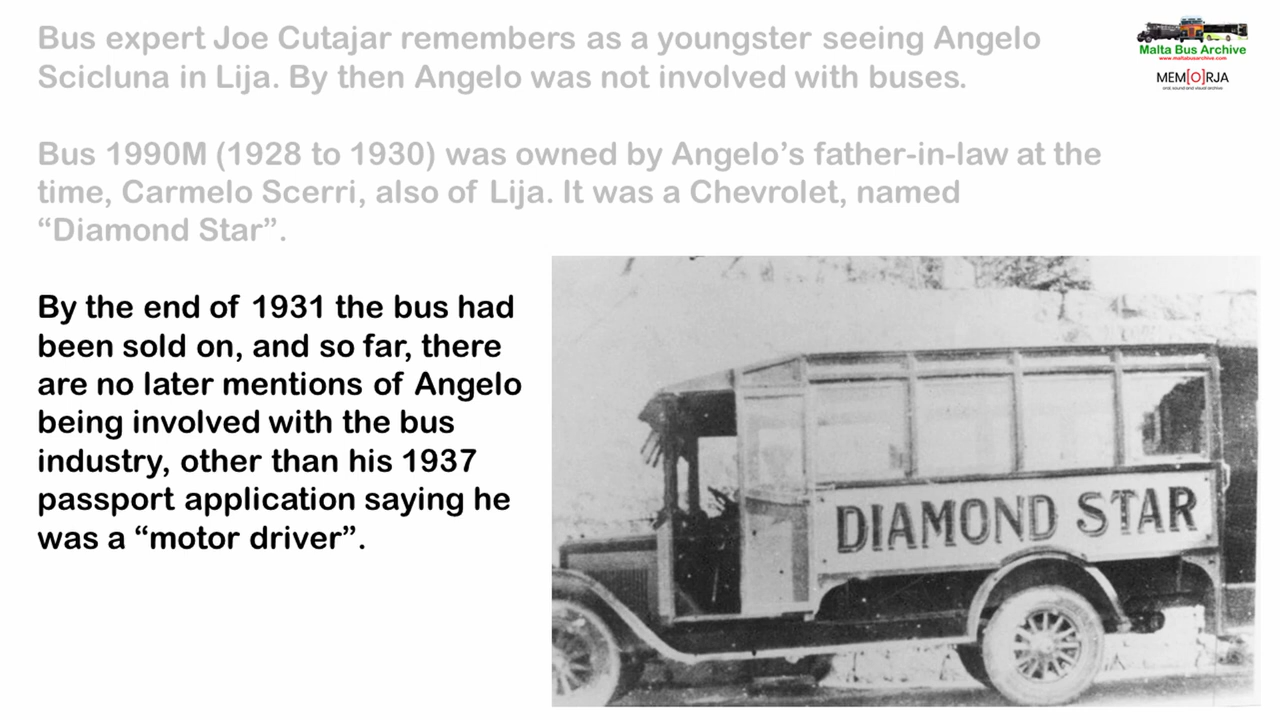 Bus expert Joe Cutajar remembers as a youngster seeing Angelo
Scicluna in Lija. By then Angelo was not involved with buses.
Bus 1990M (1928 to 1930) was owned by Angelo’s father-in-law at the
time, Carmelo Scerri, also of Lija. It was a Chevrolet, named
“Diamond Star”.
By the end of 1931 the bus had
been sold on, and so far, there
are no later mentions of Angelo
being involved with the bus
industry, other than his 1937
passport application saying he
was a “motor driver”.
DIAMOND STAR
Malta Bus Archive
www.maltabusarchive.com
MEM[O]RJA
oral sound and visual archive